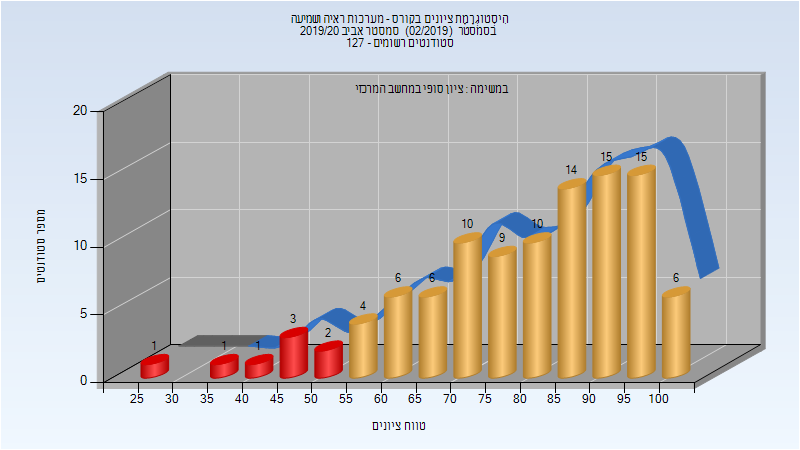 היסטוגרמת ציונים בקורס - מערכות ראיה ושמיעה
בסמסטר (02/2019) סמסטר אביב 2019/20
סטודנטים רשומים - 127
במשימה : ציון סופי במחשב המרכזי
מספר סטודנטים
20
15
10
5
0
1
1
1
3
2
4
6
6
10
9
10
14
15
15
6
25 30 35 40 45 50 55 60 65 70 75 80 85 90 95 100
טווח ציונים